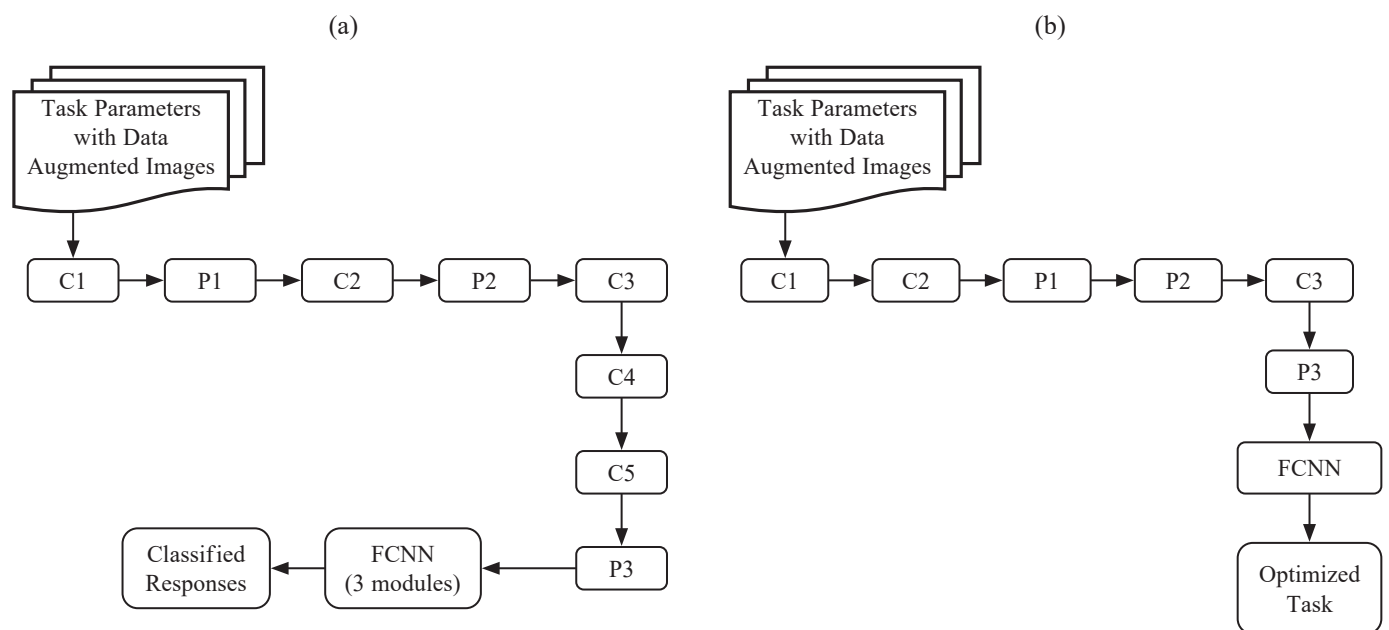 (a)
Task Parameters
with Data
Augmented Images
C1
P1
C2
P2
C3
C4
C5
P3
FCNN
(3 modules)
Classified
Responses
(b)
Task Parameters
with Data
Augmented Images
C1
C2
P1
P2
C3
P3
FCNN
Optimized
Task